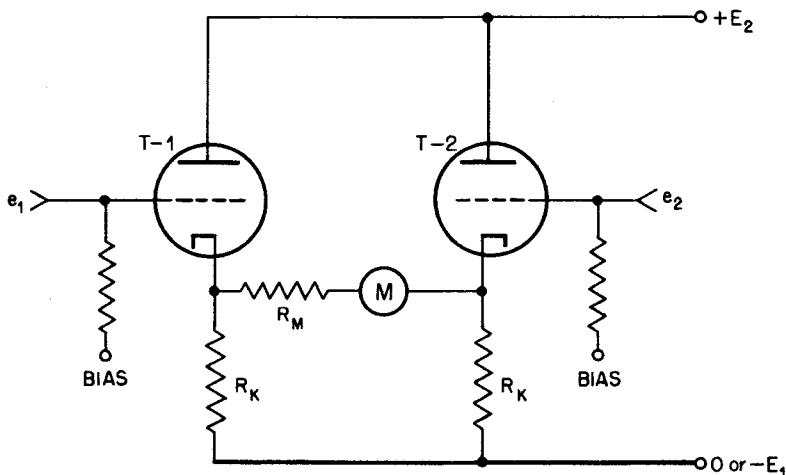 +E₂
T-1
T-2
e₁
e₂
M
R_M
BIAS
R_K
R_K
BIAS
0 or -E₁